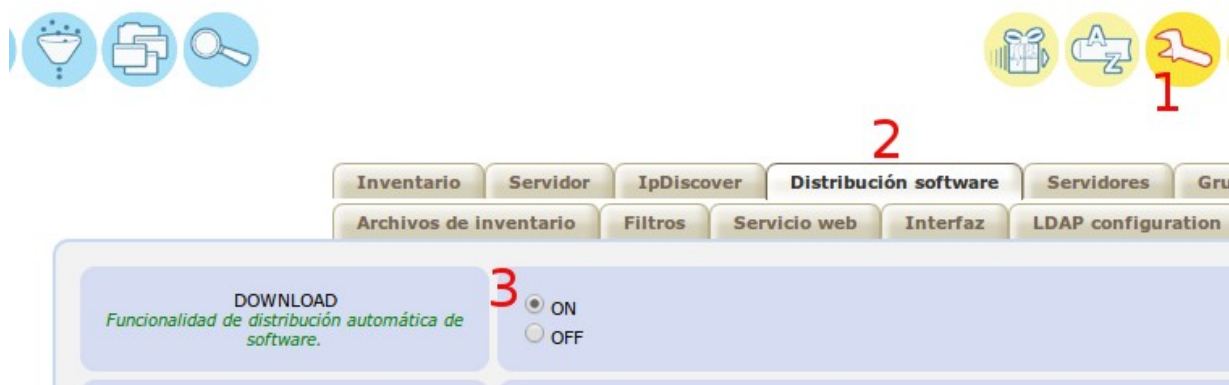 A
Z
1
2
Inventario Servidor IpDiscover Distribución software Servidores Gru
Archivos de inventario Filtros Servicio web Interfaz LDAP configuration
DOWNLOAD
Funcionalidad de distribución automática de
software.
3
ON
OFF